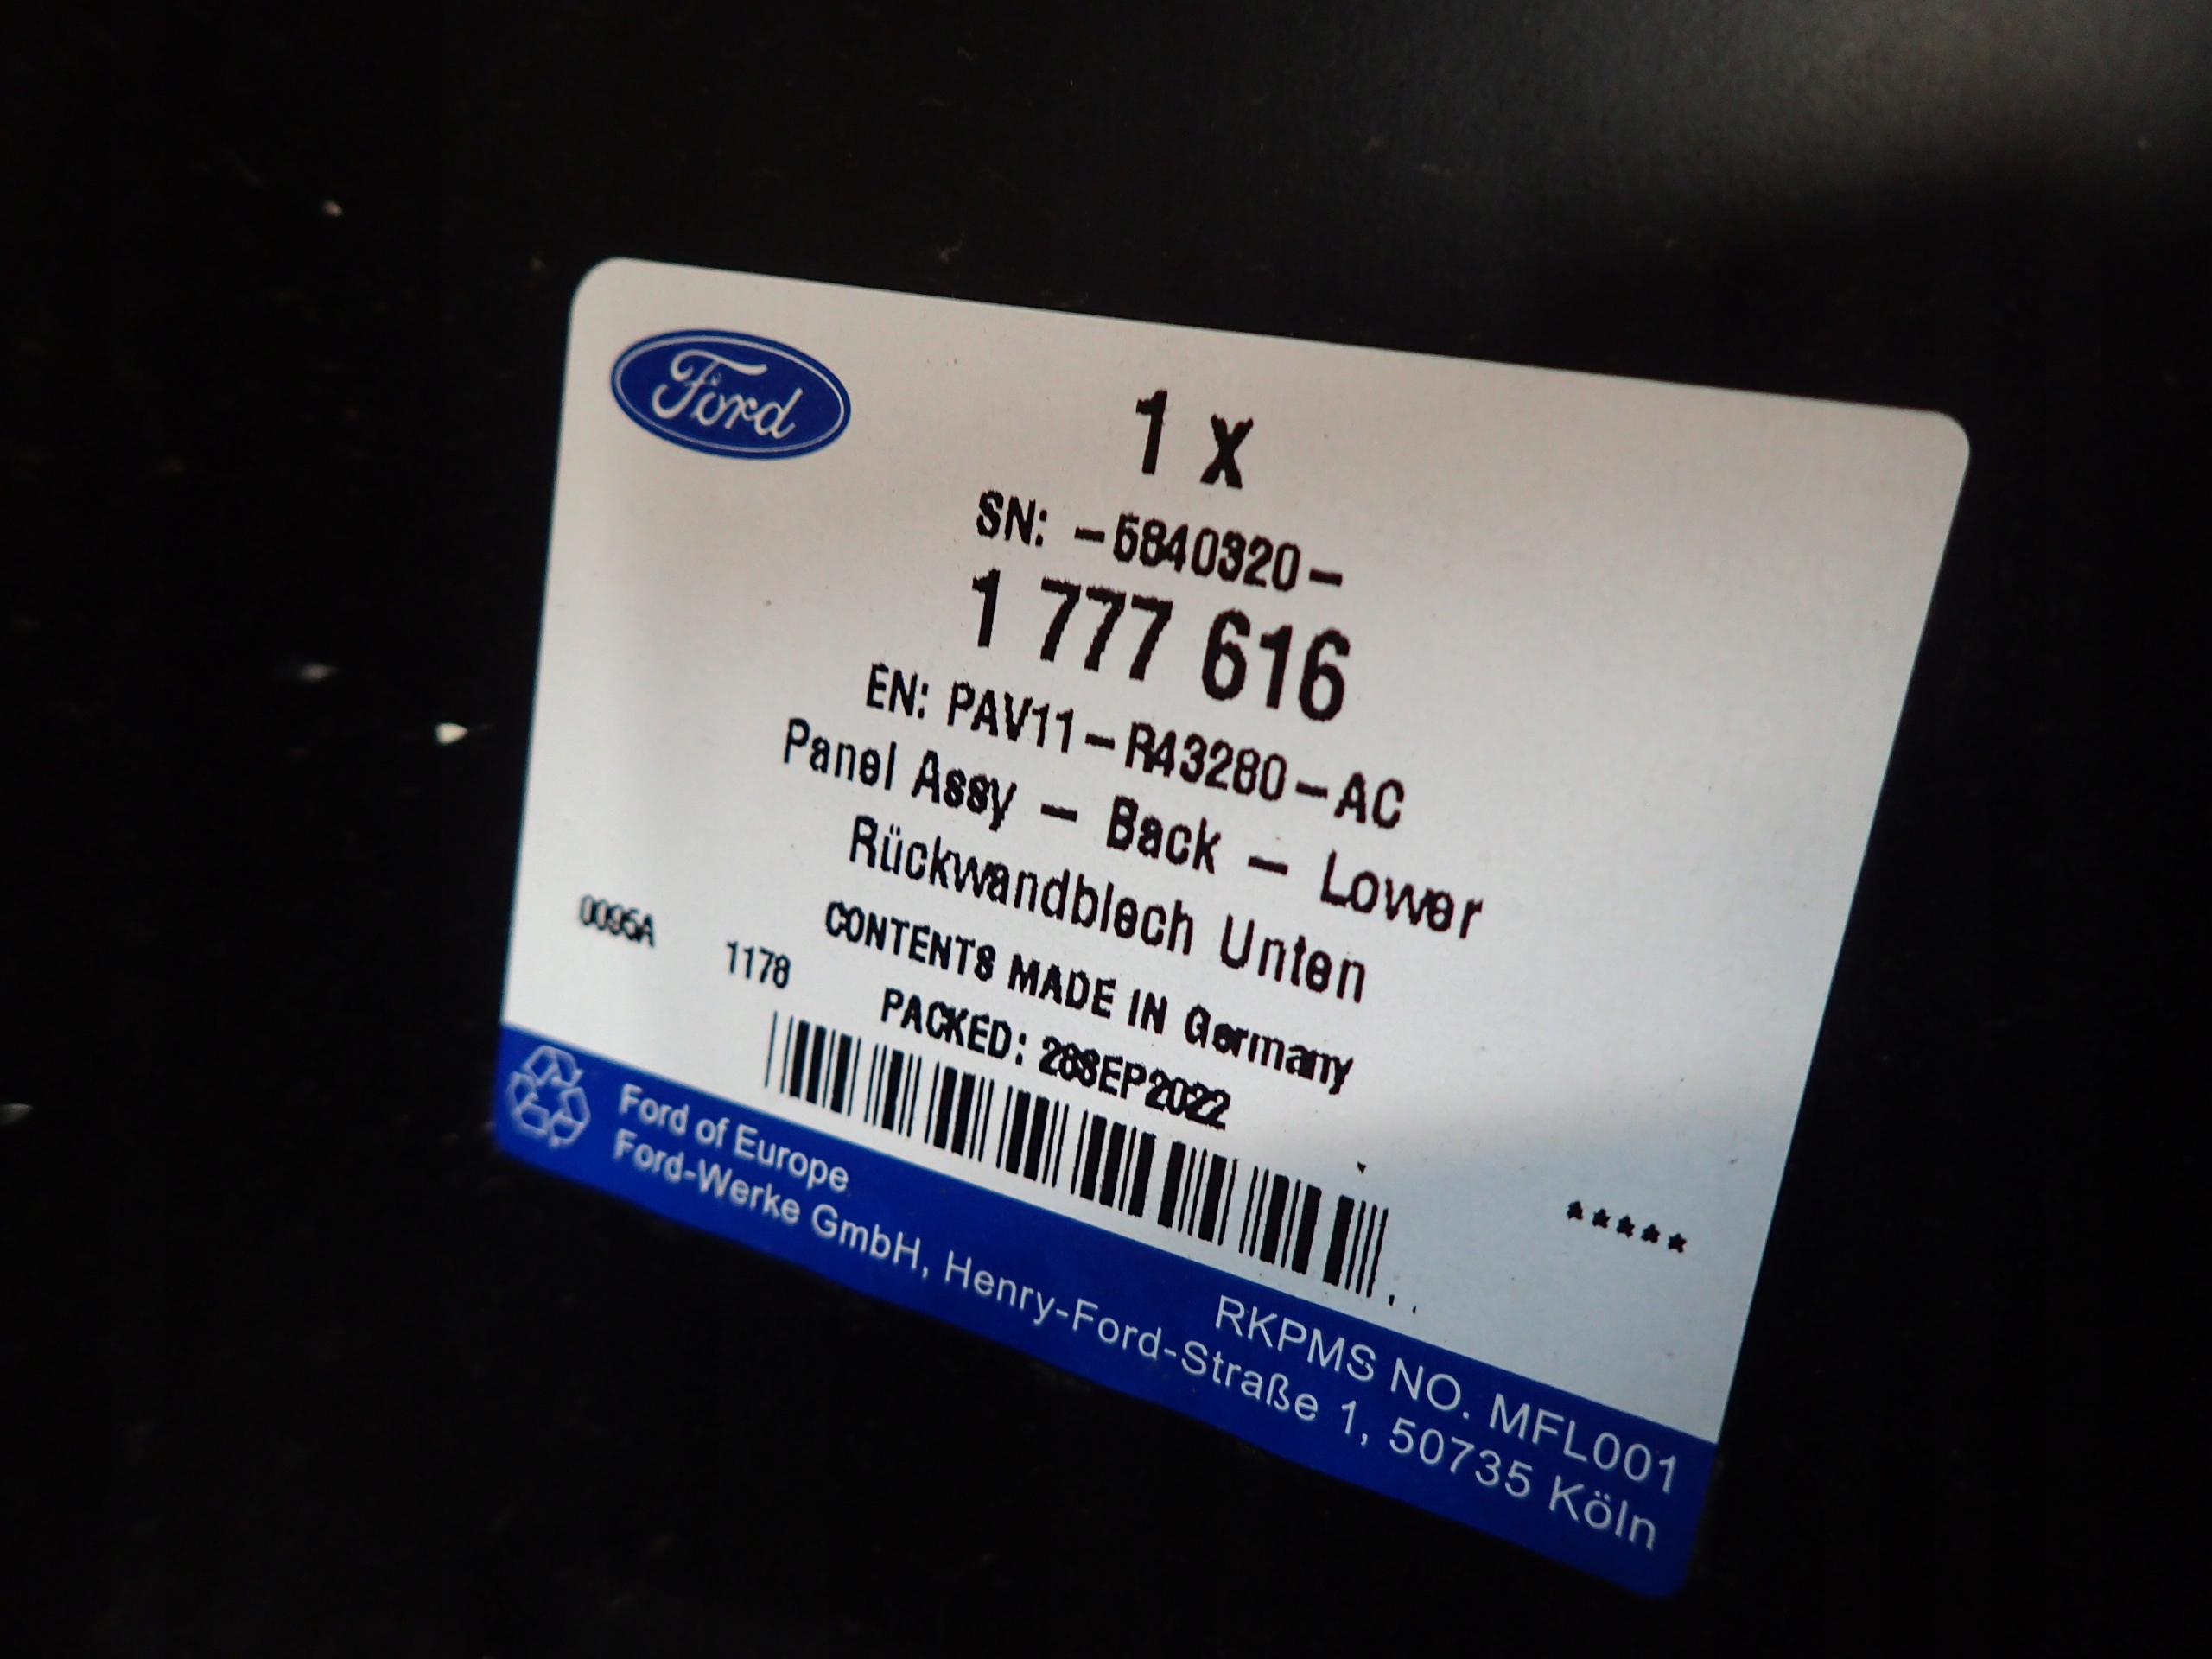 Ford
1 X
SN: -6840320-
1 777 616
EN: PAV11-R43280-AC
Panel Assy - Back - Lower
Rückwandblech Unten
CONTENTS MADE IN Germany
0095A 1178 PACKED: 28SEP2022
*****
Ford of Europe RKPMS NO. MFL001
Ford-Werke GmbH, Henry-Ford-Straße 1, 50735 Köln